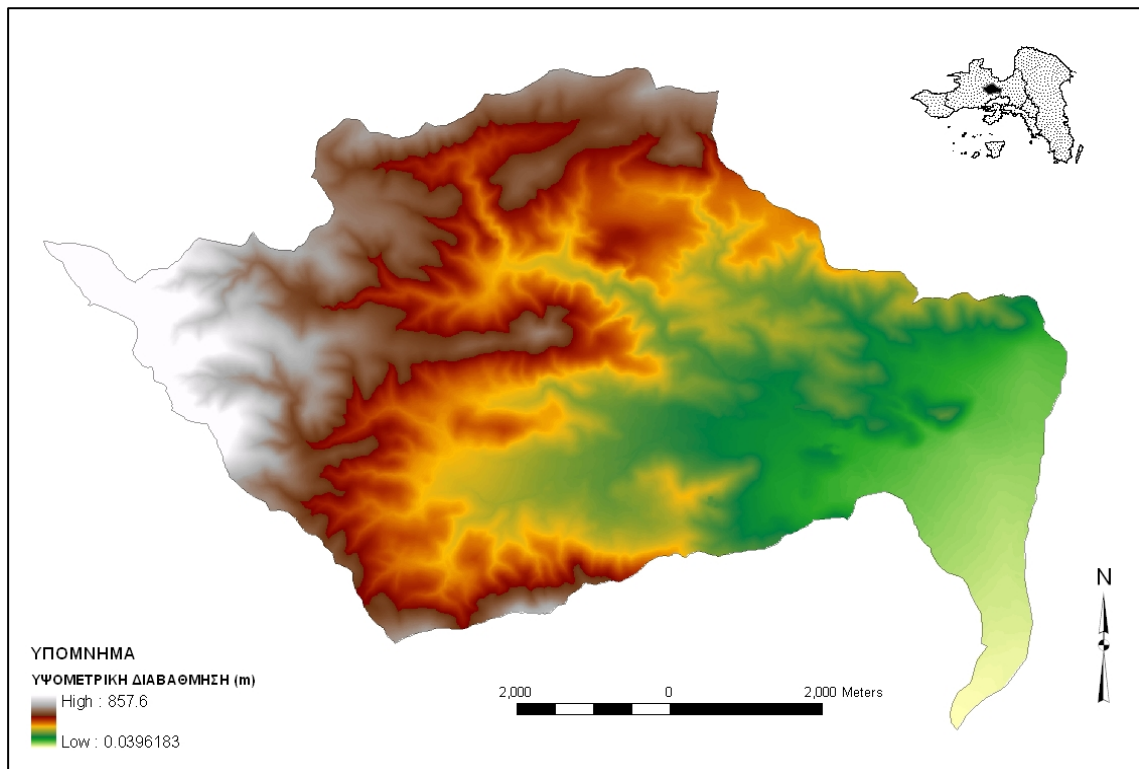 N
ΥΠΟΜΝΗΜΑ
ΥΨΟΜΕΤΡΙΚΗ ΔΙΑΒΑΘΜΗΣΗ (m)
High : 857.6
Low : 0.0396183
2,000 0 2,000 Meters